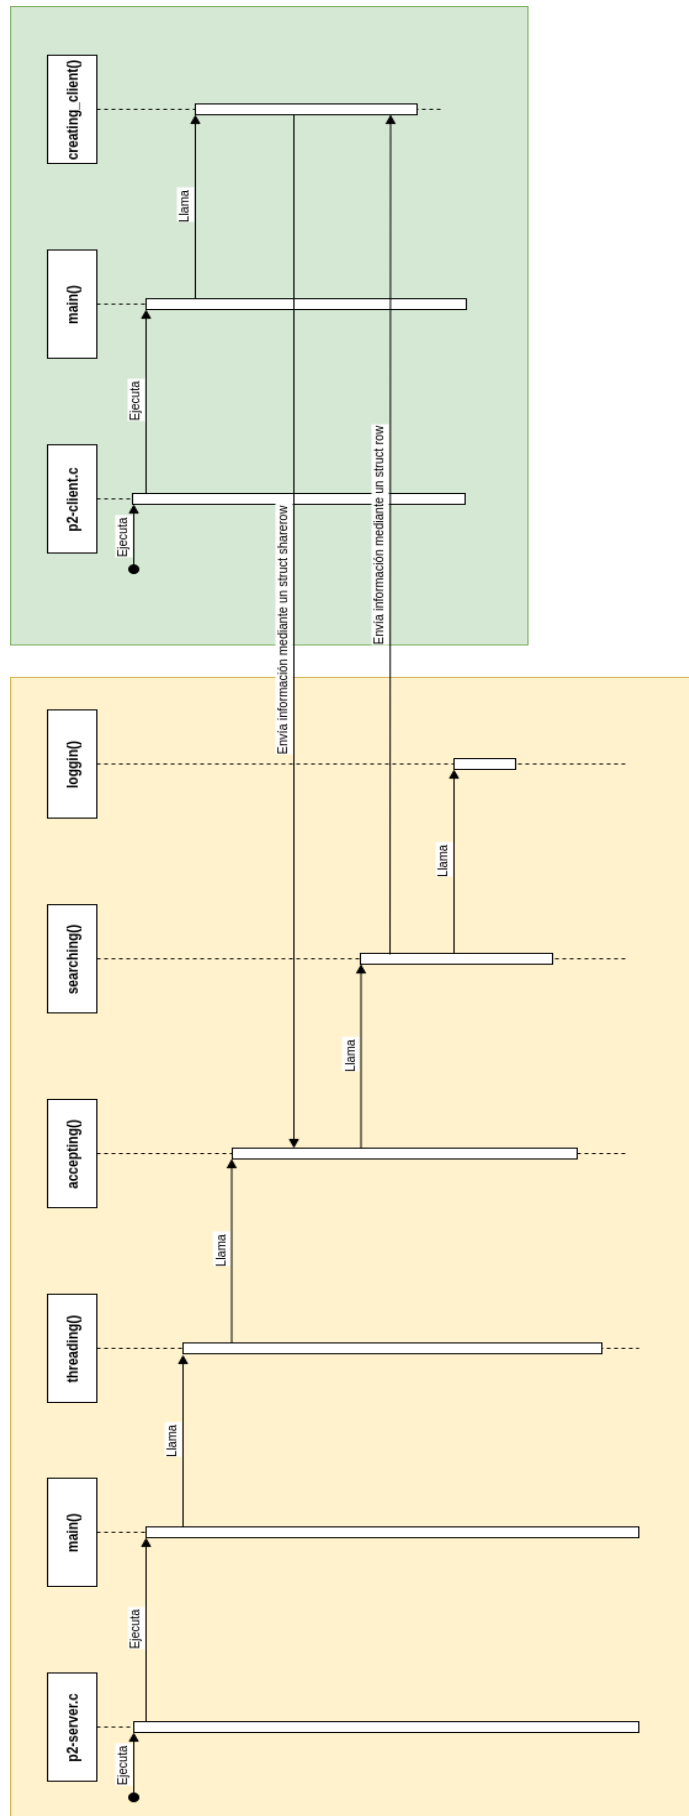 p2-server.c
main()
threading()
accepting()
searching()
loggin()
p2-client.c
main()
creating_client()
Ejecuta
Ejecuta
Ejecuta
Ejecuta
Llama
Llama
Llama
Envía información mediante un struct sharerow
Llama
Envía información mediante un struct row
Llama